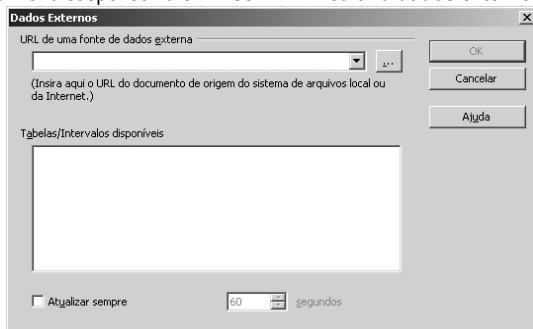 Dados Externos
URL de uma fonte de dados externa
...
OK
(Insira aqui o URL do documento de origem do sistema de arquivos local ou
da Internet.)
Cancelar
Ajuda
Tabelas/Intervalos disponíveis
Atualizar sempre
60
segundos